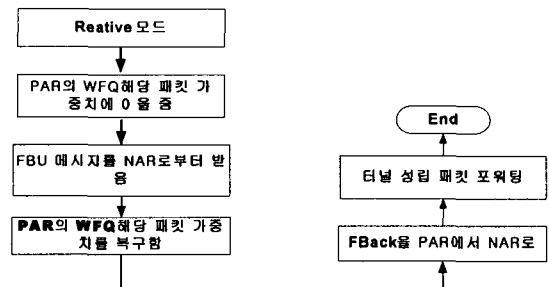 Reative 모드
PAR의 WFQ해당 패킷 가
중치에 0 을 줌
FBU 메시지를 NAR로부터 받
음
PAR의 WFQ해당 패킷 가중
치를 복구함
End
터널 성립 패킷 포워팅
FBack을 PAR에서 NAR로